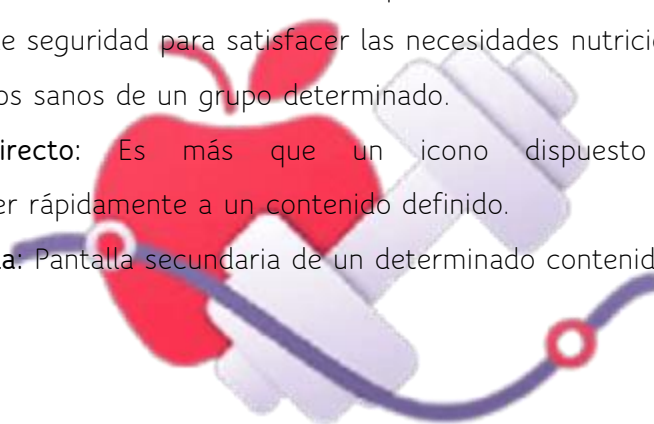 e seguridad para satisfacer las necesidades nutrici
os sanos de un grupo determinado.
irecto: Es más que un icono dispuesto
er rápidamente a un contenido definido.
a: Pantalla secundaria de un determinado contenid